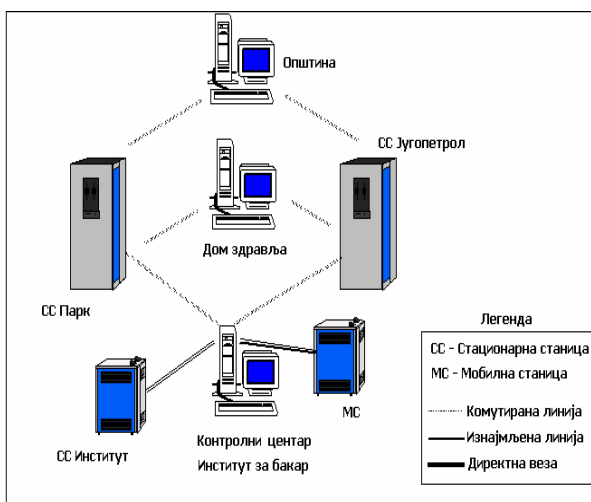 Општина
СС Југопетрол
Дом здравља
СС Парк
Легенда
СС - Стационарна станица
МС - Мобилна станица
МС
Комутирана линија
Изнајмљена линија
Директна веза
СС Институт
Контролни центар
Институт за бакар